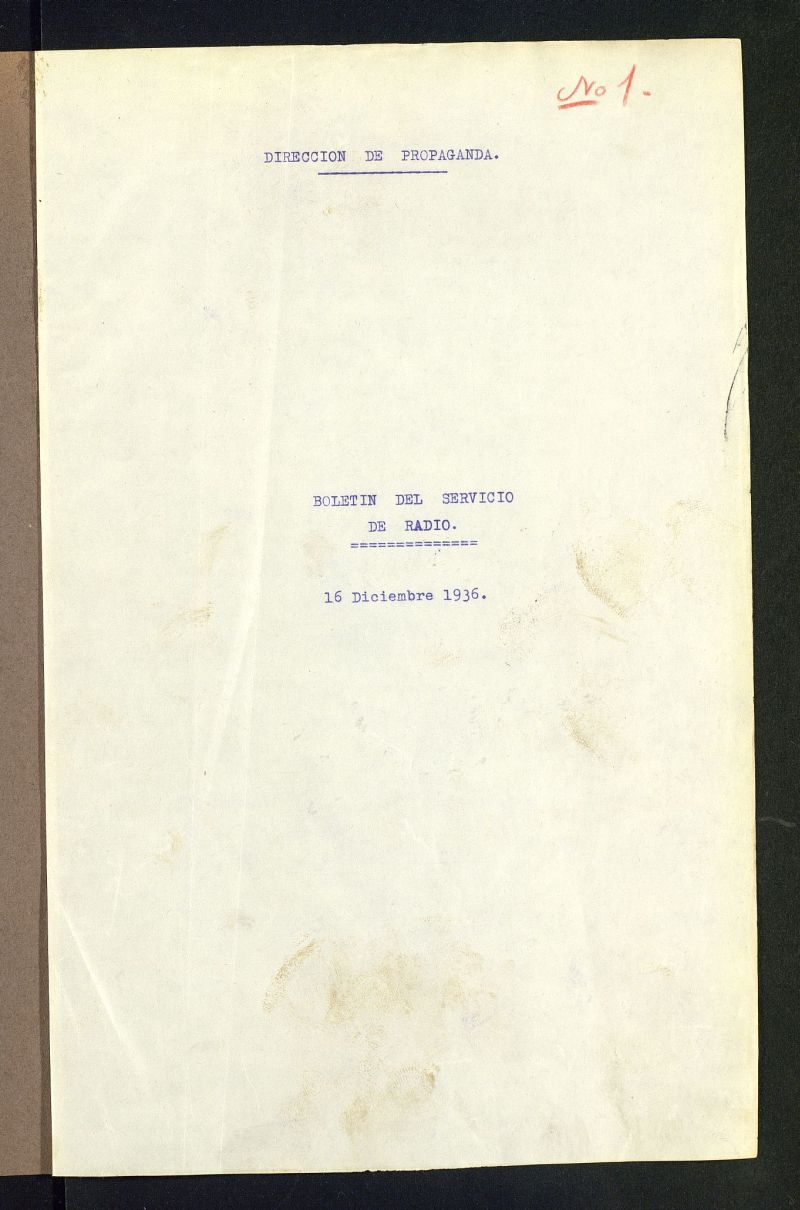 No 1.
DIRECCION DE PROPAGANDA.
BOLETIN DEL SERVICIO
DE RADIO.
==============
16 Diciembre 1936.